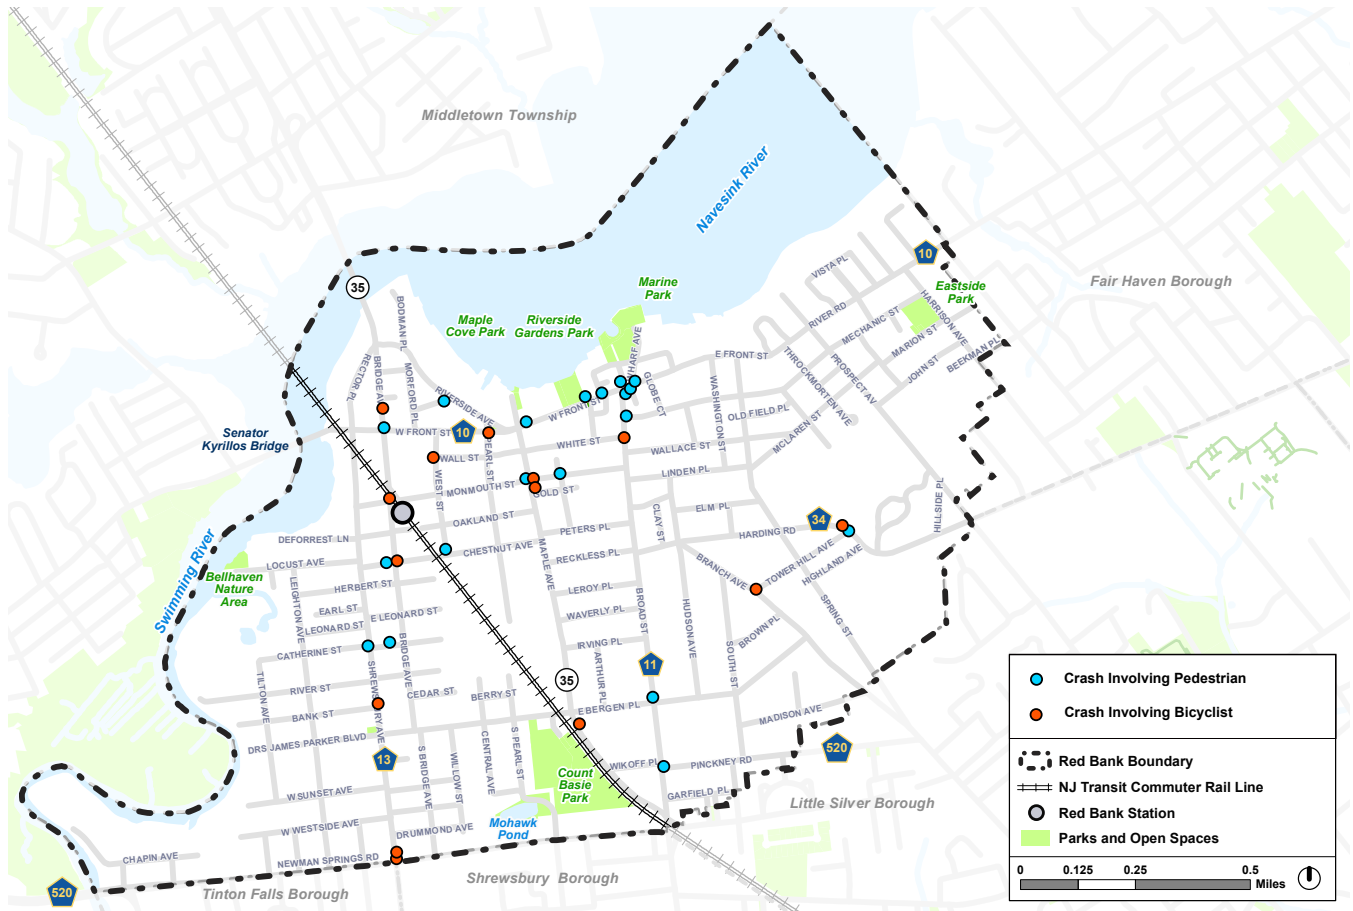 Middletown Township
Navesink River
10
VISTA PL
35
Marine
Park
Eastside
Park
Fair Haven Borough
BODMAN PL
Maple
Cove Park
Riverside
Gardens Park
RIVER RD
MECHANIC ST
HARRISON AVE
MARION ST
BEEKMAN PL
JOHN ST
WHARF AVE
E FRONT ST
THROCKMORTEN AVE
PROSPECT AV
RECTOR PL
BRIDGE AVE
MORFORD PL
RIVERSIDE AVE
GLOBE CT
WASHINGTON ST
OLD FIELD PL
MCLAREN ST
W FRONT ST
W FRONT ST
10
Senator
Kyrillos Bridge
WHITE ST
WALLACE ST
WALL ST
PEARL ST
LINDEN PL
WEST ST
MONMOUTH ST
GOLD ST
HILLSIDE PL
ELM PL
CLAY ST
OAKLAND ST
PETERS PL
34
HARDING RD
DEFORREST LN
CHESTNUT AVE
MAPLE AVE
RECKLESS PL
BRANCH AVE
TOWER HILL AVE
HIGHLAND AVE
LOCUST AVE
Swimming River
Bellhaven
Nature
Area
LEIGHTON AVE
HERBERT ST
LEROY PL
BROAD ST
HUDSON AVE
SPRING ST
EARL ST
E LEONARD ST
LEONARD ST
WAVERLY PL
BROWN PL
CATHERINE ST
BRIDGE AVE
IRVING PL
SOUTH ST
ARTHUR PL
11
35
TILTON AVE
SHREWSBURY AVE
RIVER ST
CEDAR ST
BERRY ST
BANK ST
E BERGEN PL
MADISON AVE
DRS JAMES PARKER BLVD
13
S BRIDGE AVE
WILLOW ST
CENTRAL AVE
S PEARL ST
520
WIKOFF PL
PINCKNEY RD
Count
Basie
Park
W SUNSET AVE
GARFIELD PL
Little Silver Borough
W WESTSIDE AVE
DRUMMOND AVE
Mohawk
Pond
CHAPIN AVE
NEWMAN SPRINGS RD
520
Tinton Falls Borough
Shrewsbury Borough
Crash Involving Pedestrian
Crash Involving Bicyclist
Red Bank Boundary
NJ Transit Commuter Rail Line
Red Bank Station
Parks and Open Spaces
0 0.125 0.25 0.5
Miles